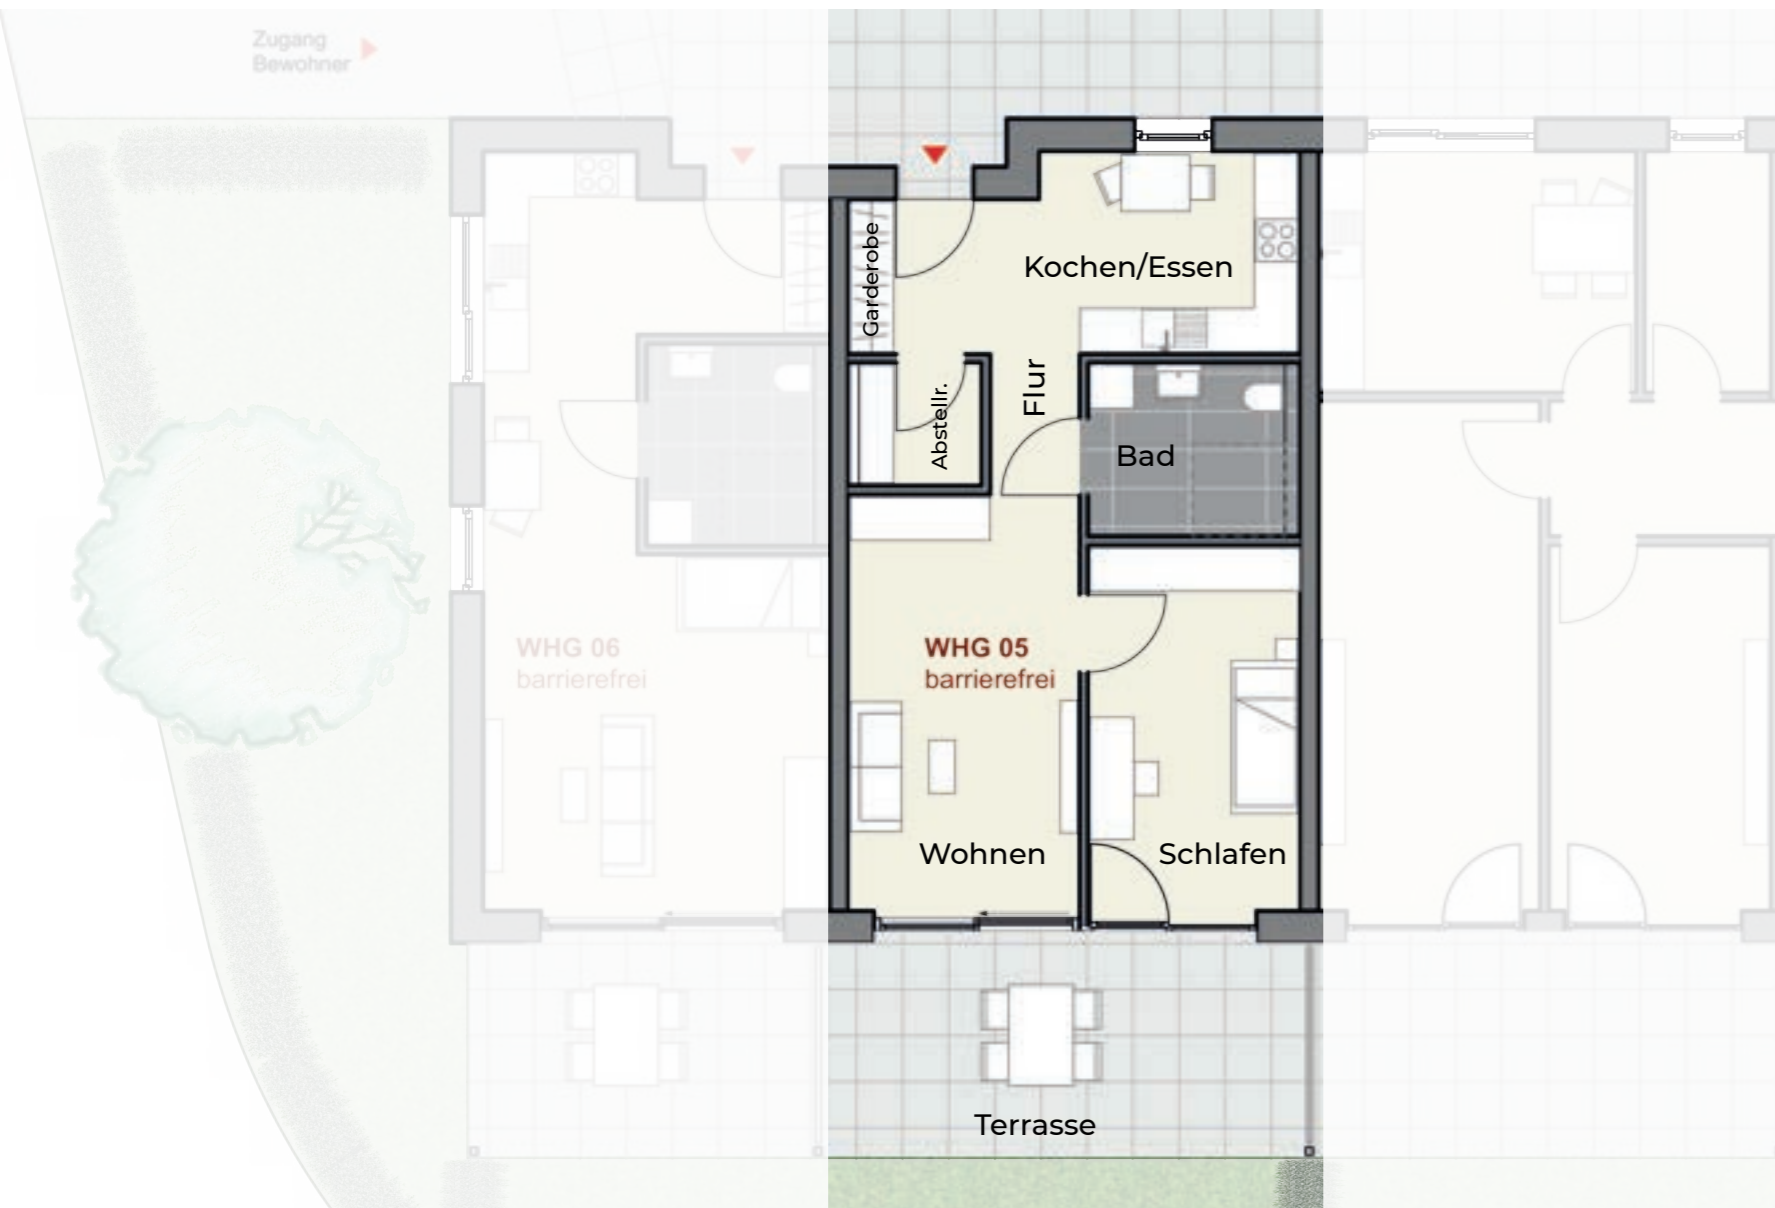 Zugang
Bewohner
Garderobe
Kochen/Essen
Flur
Abstellr.
Bad
WHG 06
barrierefrei
WHG 05
barrierefrei
Wohnen
Schlafen
Terrasse